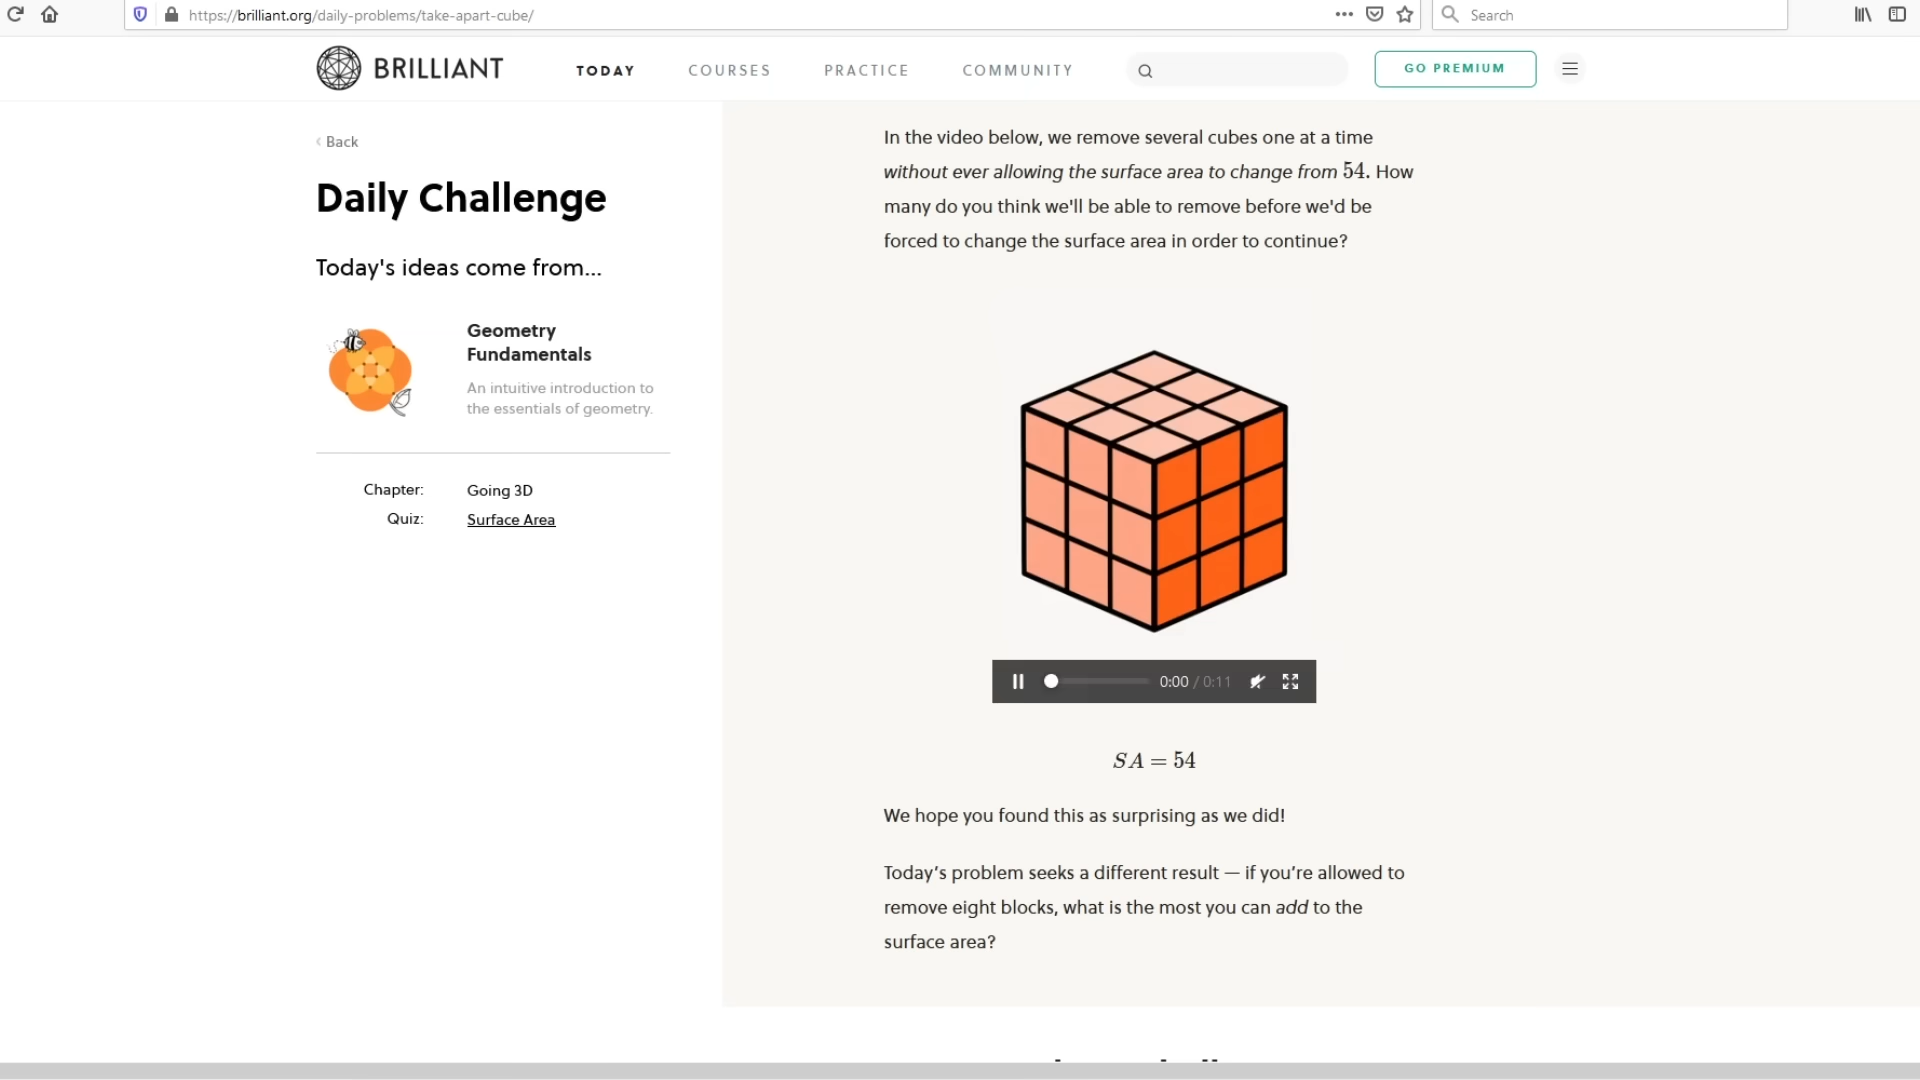 https://brilliant.org/daily-problems/take-apart-cube/
Search
BRILLIANT
TODAY
COURSES
PRACTICE
COMMUNITY
GO PREMIUM
Back
Daily Challenge
Today's ideas come from...
Geometry
Fundamentals
An intuitive introduction to
the essentials of geometry.
Chapter: Going 3D
Quiz: Surface Area
In the video below, we remove several cubes one at a time
without ever allowing the surface area to change from 54. How
many do you think we'll be able to remove before we'd be
forced to change the surface area in order to continue?
0:00 / 0:11
SA = 54
We hope you found this as surprising as we did!
Today’s problem seeks a different result — if you’re allowed to
remove eight blocks, what is the most you can add to the
surface area?